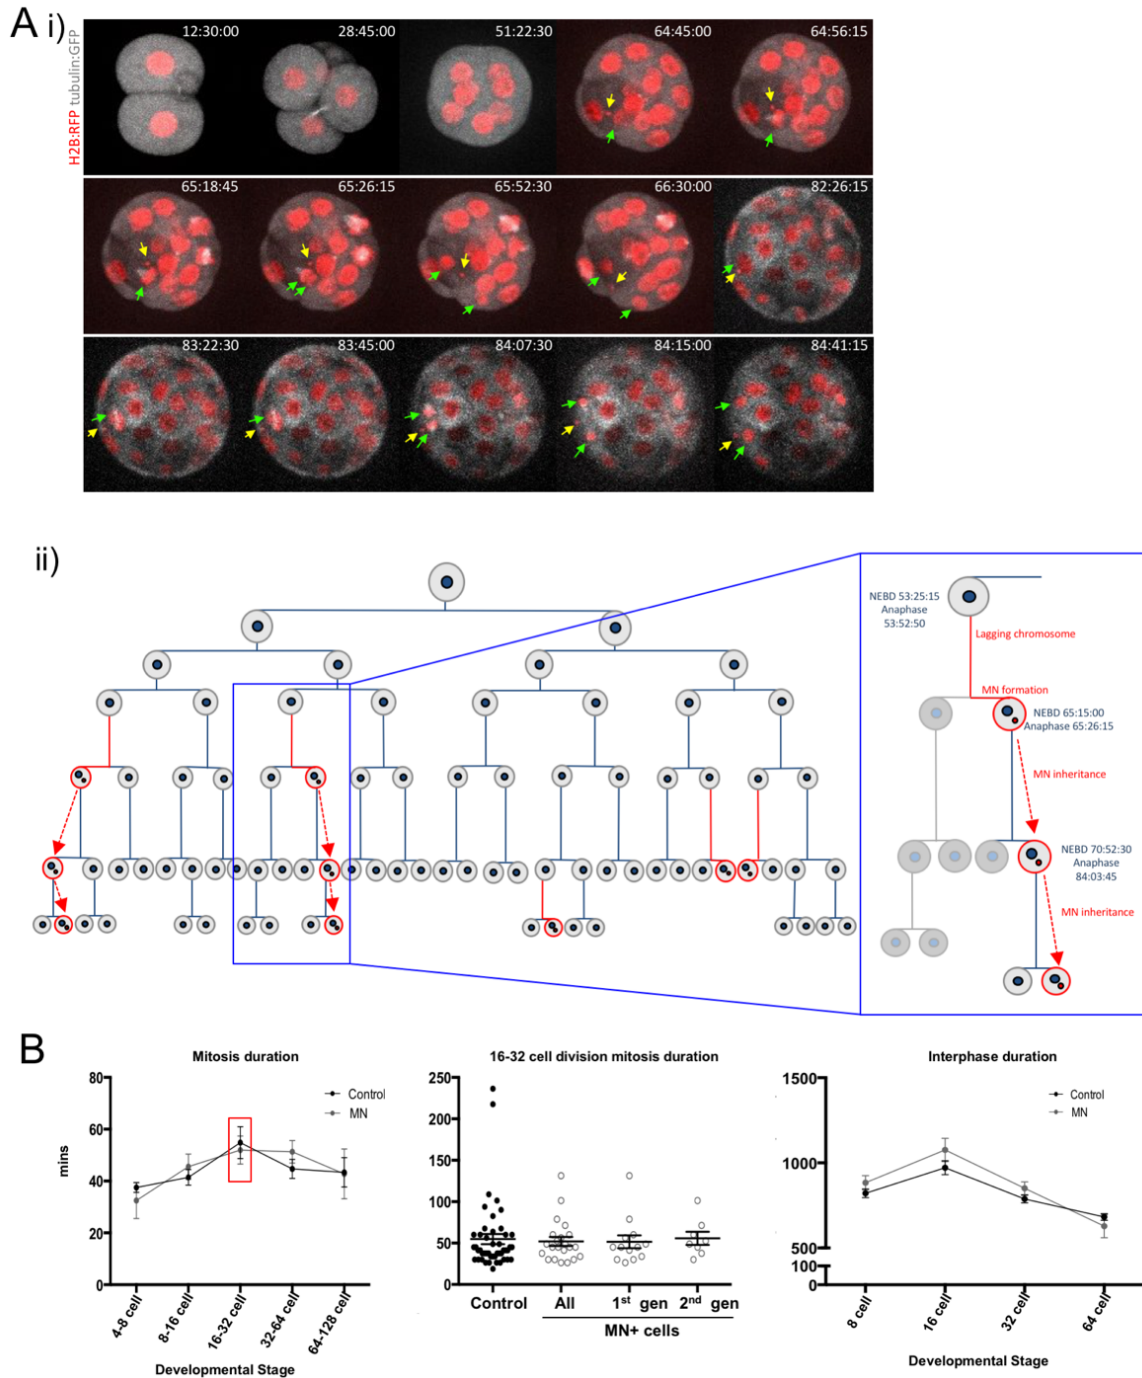 A i)
H2B:RFP tubulin:GFP
12:30:00
28:45:00
51:22:30
64:45:00
64:56:15
65:18:45
65:26:15
65:52:30
66:30:00
82:26:15
83:22:30
83:45:00
84:07:30
84:15:00
84:41:15
ii)
NEBD 53:25:15
Anaphase
53:52:50
Lagging chromosome
MN formation
NEBD 65:15:00
Anaphase 65:26:15
MN inheritance
NEBD 70:52:30
Anaphase
84:03:45
MN inheritance
B
Mitosis duration
80
60
40
20
0
mins
Control
MN
4-8 cell
8-16 cell
16-32 cell
32-64 cell
64-128 cell
Developmental Stage
16-32 cell division mitosis duration
250
200
150
100
50
0
Control
All
1st gen
2nd gen
MN+ cells
Interphase duration
1500
1000
500
100
0
Control
MN
8 cell
16 cell
32 cell
64 cell
Developmental Stage